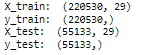 X_train:  (220530, 29)
y_train:  (220530,)
X_test:  (55133, 29)
y_test:  (55133,)